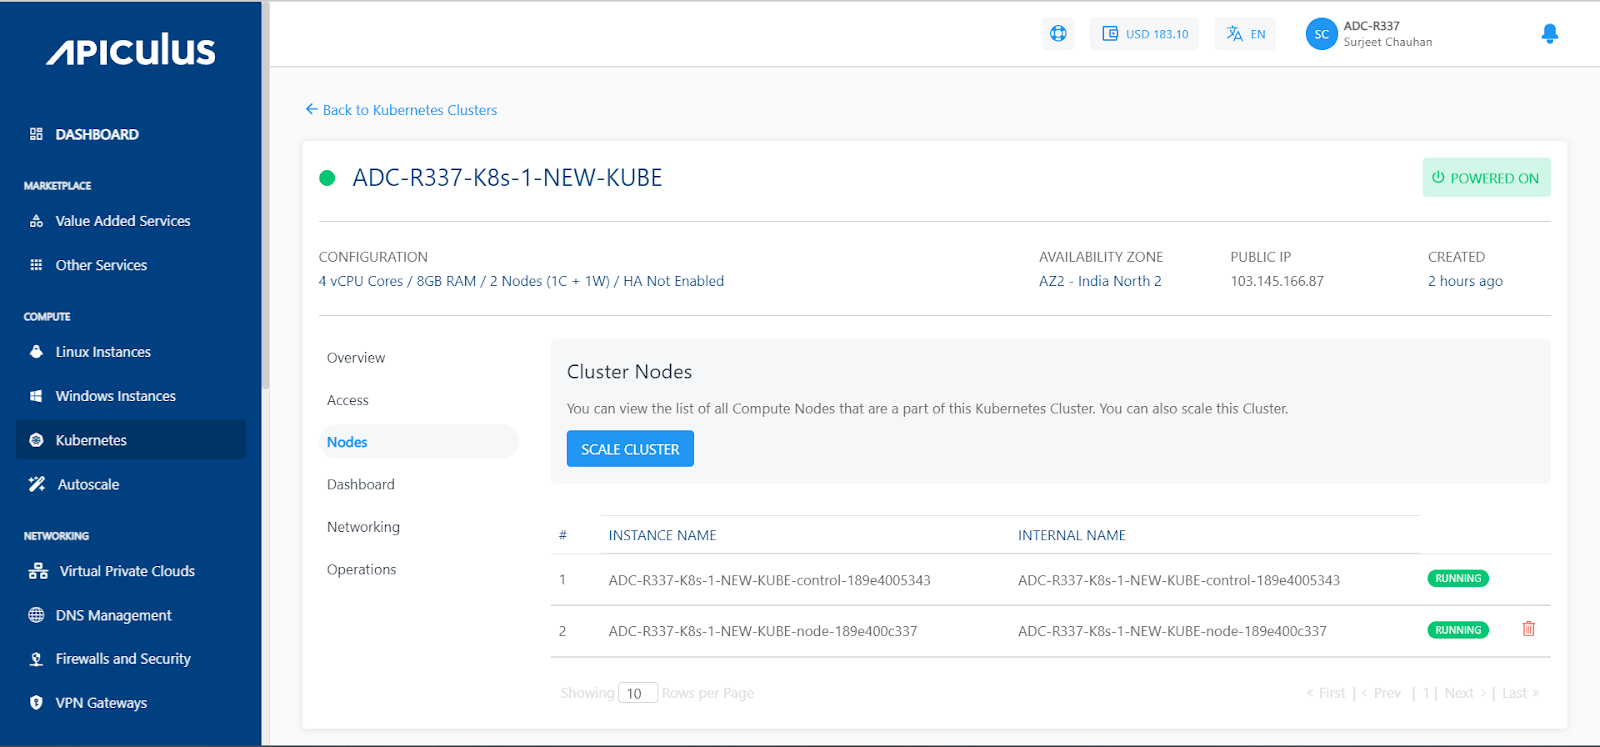 APICULUS
USD 183.10
EN
SC
ADC-R337
Surjeet Chauhan
DASHBOARD
MARKETPLACE
Value Added Services
Other Services
COMPUTE
Linux Instances
Windows Instances
Kubernetes
Autoscale
NETWORKING
Virtual Private Clouds
DNS Management
Firewalls and Security
VPN Gateways
Back to Kubernetes Clusters
ADC-R337-K8s-1-NEW-KUBE
POWERED ON
CONFIGURATION
4 vCPU Cores / 8GB RAM / 2 Nodes (1C + 1W) / HA Not Enabled
AVAILABILITY ZONE
AZ2 - India North 2
PUBLIC IP
103.145.166.87
CREATED
2 hours ago
Overview
Access
Nodes
Dashboard
Networking
Operations
Cluster Nodes
You can view the list of all Compute Nodes that are a part of this Kubernetes Cluster. You can also scale this Cluster.
SCALE CLUSTER
# INSTANCE NAME INTERNAL NAME
1 ADC-R337-K8s-1-NEW-KUBE-control-189e4005343 ADC-R337-K8s-1-NEW-KUBE-control-189e4005343 RUNNING
2 ADC-R337-K8s-1-NEW-KUBE-node-189e400c337 ADC-R337-K8s-1-NEW-KUBE-node-189e400c337 RUNNING
Showing 10 Rows per Page
« First | ‹ Prev | 1 | Next › | Last »